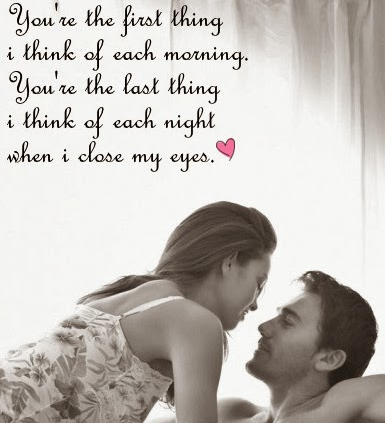 You're the first thing
i think of each morning.
You're the last thing
i think of each night
when i close my eyes.